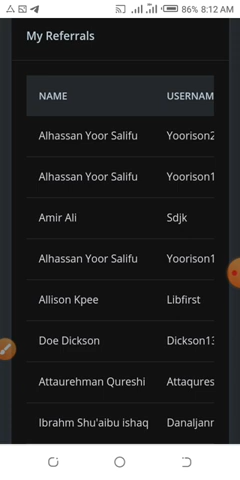 86% 8:12 AM
My Referrals
NAME USERNAM
Alhassan Yoor Salifu Yoorison2
Alhassan Yoor Salifu Yoorison1
Amir Ali Sdjk
Alhassan Yoor Salifu Yoorison1
Allison Kpee Libfirst
Doe Dickson Dickson13
Attaurehman Qureshi Attaqures
Ibrahm Shu'aibu ishaq Danaljanr